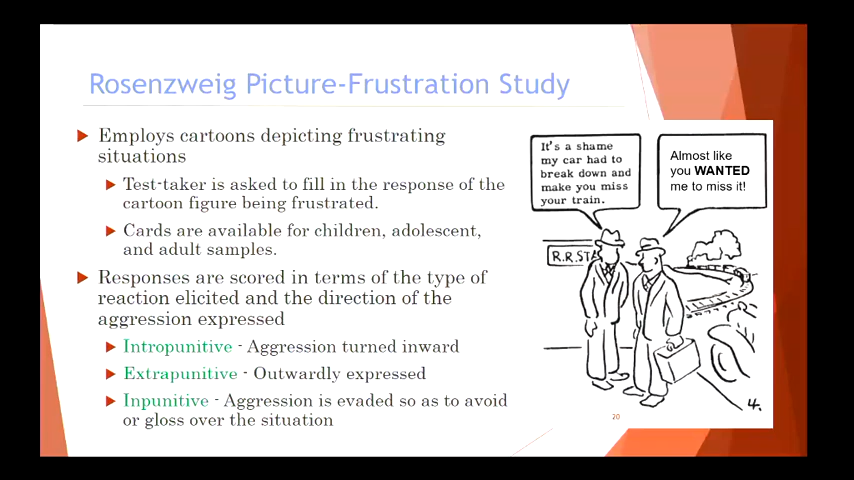 Rosenzweig Picture-Frustration Study
Employs cartoons depicting frustrating
situations
Test-taker is asked to fill in the response of the
cartoon figure being frustrated.
Cards are available for children, adolescent,
and adult samples.
Responses are scored in terms of the type of
reaction elicited and the direction of the
aggression expressed
Intropunitive - Aggression turned inward
Extrapunitive - Outwardly expressed
Inpunitive - Aggression is evaded so as to avoid
or gloss over the situation
It's a shame
my car had to
break down and
make you miss
your train.
Almost like
you WANTED
me to miss it!
R.R.STA
4.
20